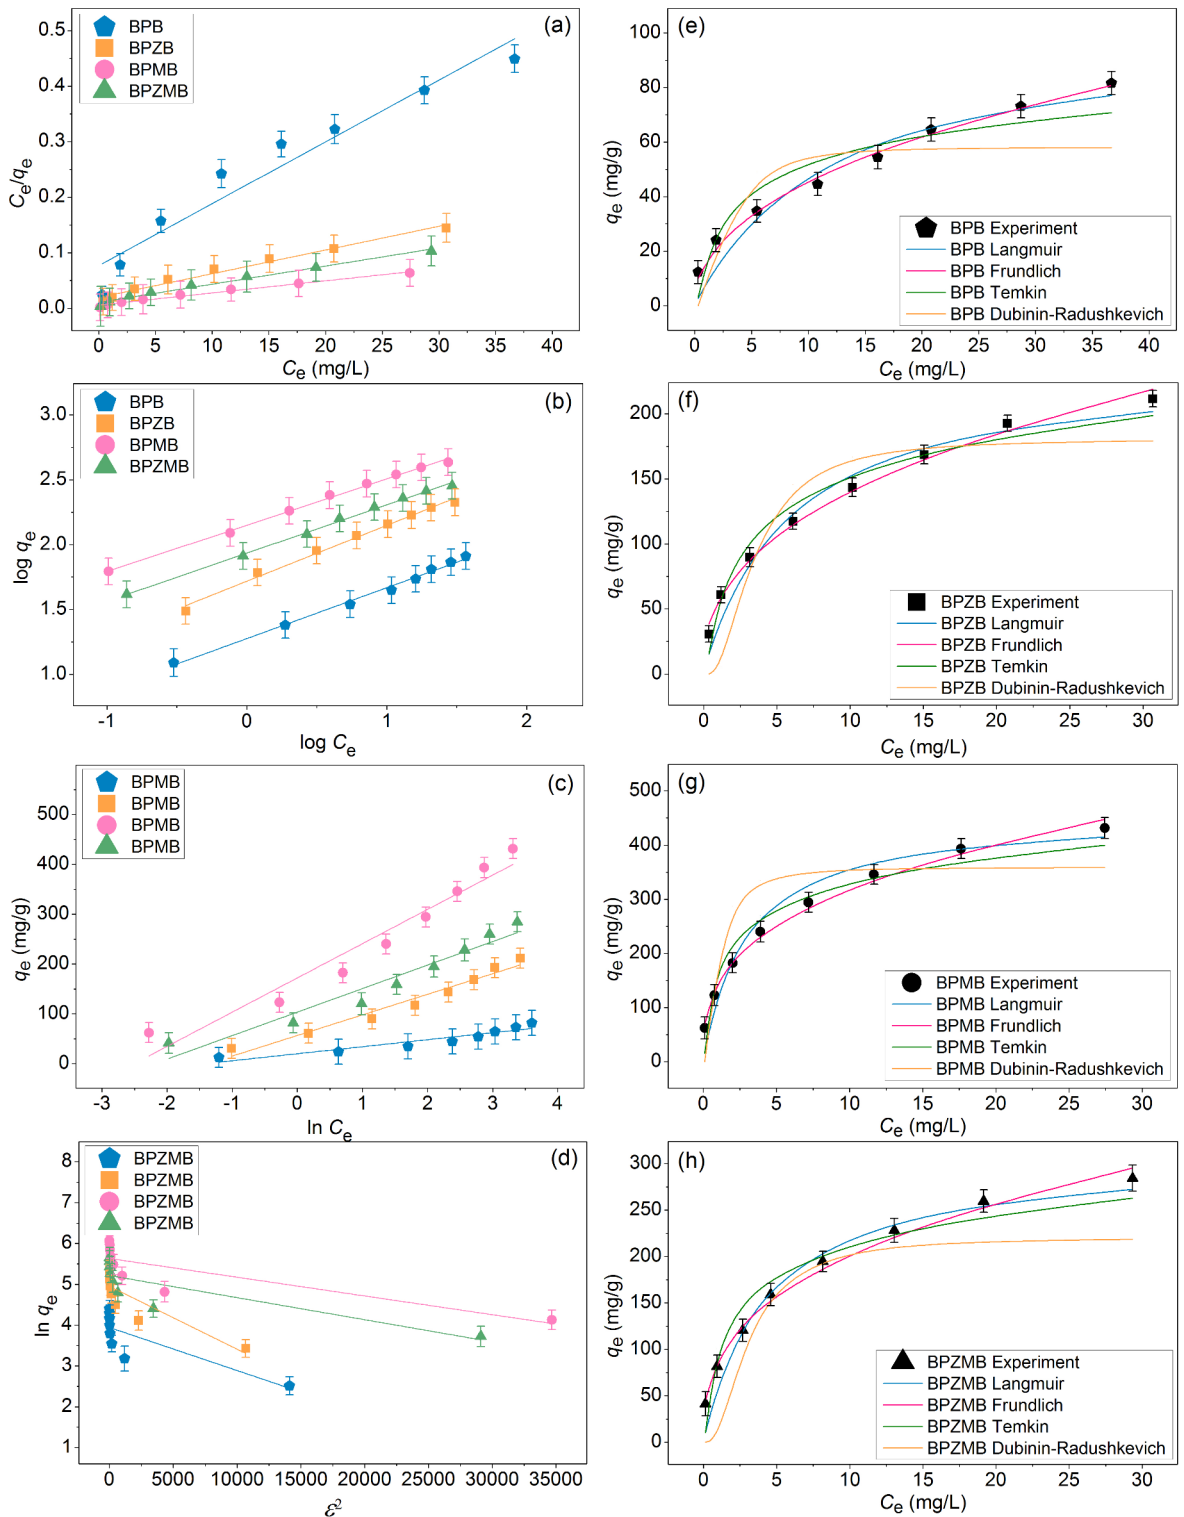 (a)
BPB
BPZB
BPMB
BPZMB
0.5
0.4
0.3
0.2
0.1
0.0
Ce/qe
0 5 10 15 20 25 30 35 40
Ce (mg/L)
(e)
100
80
60
40
20
0
qe (mg/g)
BPB Experiment
BPB Langmuir
BPB Frundlich
BPB Temkin
BPB Dubinin-Radushkevich
0 5 10 15 20 25 30 35 40
Ce (mg/L)
(b)
BPB
BPZB
BPMB
BPZMB
3.0
2.5
2.0
1.5
1.0
log qe
-1 0 1 2
log Ce
(f)
200
150
100
50
0
qe (mg/g)
BPZB Experiment
BPZB Langmuir
BPZB Frundlich
BPZB Temkin
BPZB Dubinin-Radushkevich
0 5 10 15 20 25 30
Ce (mg/L)
(c)
BPMB
BPMB
BPMB
BPMB
500
400
300
200
100
0
qe (mg/g)
-3 -2 -1 0 1 2 3 4
ln Ce
(g)
500
400
300
200
100
0
qe (mg/g)
BPMB Experiment
BPMB Langmuir
BPMB Frundlich
BPMB Temkin
BPMB Dubinin-Radushkevich
0 5 10 15 20 25 30
Ce (mg/L)
(d)
BPZMB
BPZMB
BPZMB
BPZMB
8
7
6
5
4
3
2
1
ln qe
0 5000 10000 15000 20000 25000 30000 35000
ε²
(h)
300
250
200
150
100
50
0
qe (mg/g)
BPZMB Experiment
BPZMB Langmuir
BPZMB Frundlich
BPZMB Temkin
BPZMB Dubinin-Radushkevich
0 5 10 15 20 25 30
Ce (mg/L)